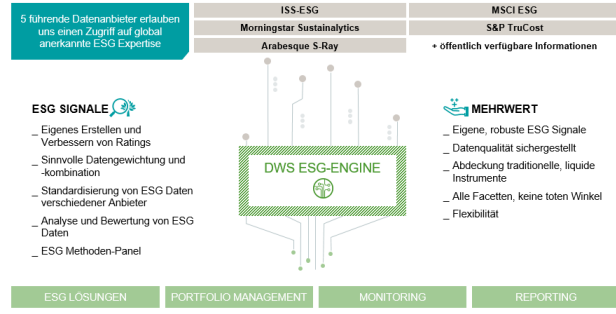 5 führende Datenanbieter erlauben
uns einen Zugriff auf global
anerkannte ESG Expertise
ISS-ESG
MSCI ESG
Morningstar Sustainalytics
S&P TruCost
Arabesque S-Ray
+ öffentlich verfügbare Informationen
ESG SIGNALE
_ Eigenes Erstellen und
Verbessern von Ratings
_ Sinnvolle Datengewichtung und
-kombination
_ Standardisierung von ESG Daten
verschiedener Anbieter
_ Analyse und Bewertung von ESG
Daten
_ ESG Methoden-Panel
DWS ESG-ENGINE
MEHRWERT
_ Eigene, robuste ESG Signale
_ Datenqualität sichergestellt
_ Abdeckung traditionelle, liquide
Instrumente
_ Alle Facetten, keine toten Winkel
_ Flexibilität
ESG LÖSUNGEN
PORTFOLIO MANAGEMENT
MONITORING
REPORTING